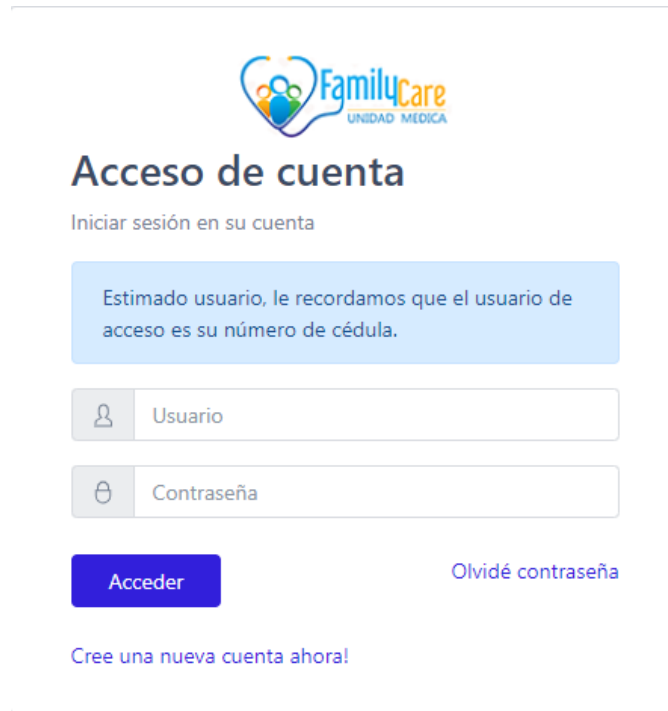 FamilyCare
UNIDAD MEDICA
Acceso de cuenta
Iniciar sesión en su cuenta
Estimado usuario, le recordamos que el usuario de
acceso es su número de cédula.
Usuario
Contraseña
Acceder
Olvidé contraseña
Cree una nueva cuenta ahora!